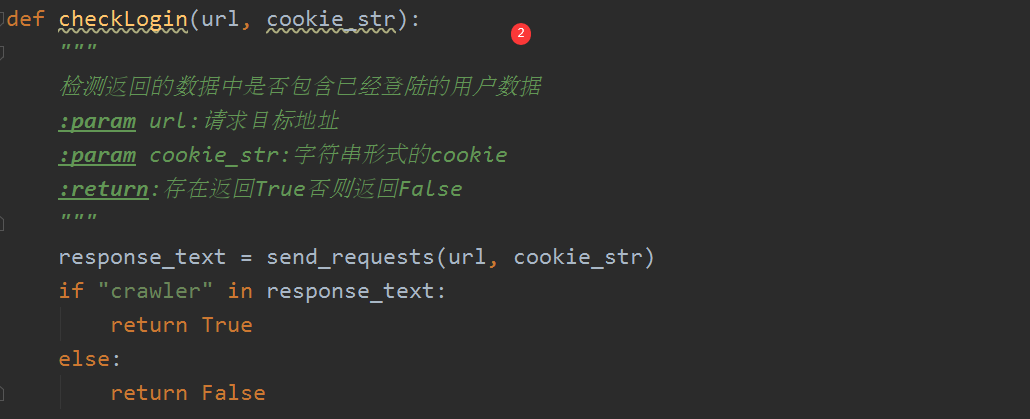 def checkLogin(url, cookie_str):
2
"""
检测返回的数据中是否包含已经登陆的用户数据
:param url:请求目标地址
:param cookie_str:字符串形式的cookie
:return:存在返回True否则返回False
"""
response_text = send_requests(url, cookie_str)
if "crawler" in response_text:
return True
else:
return False